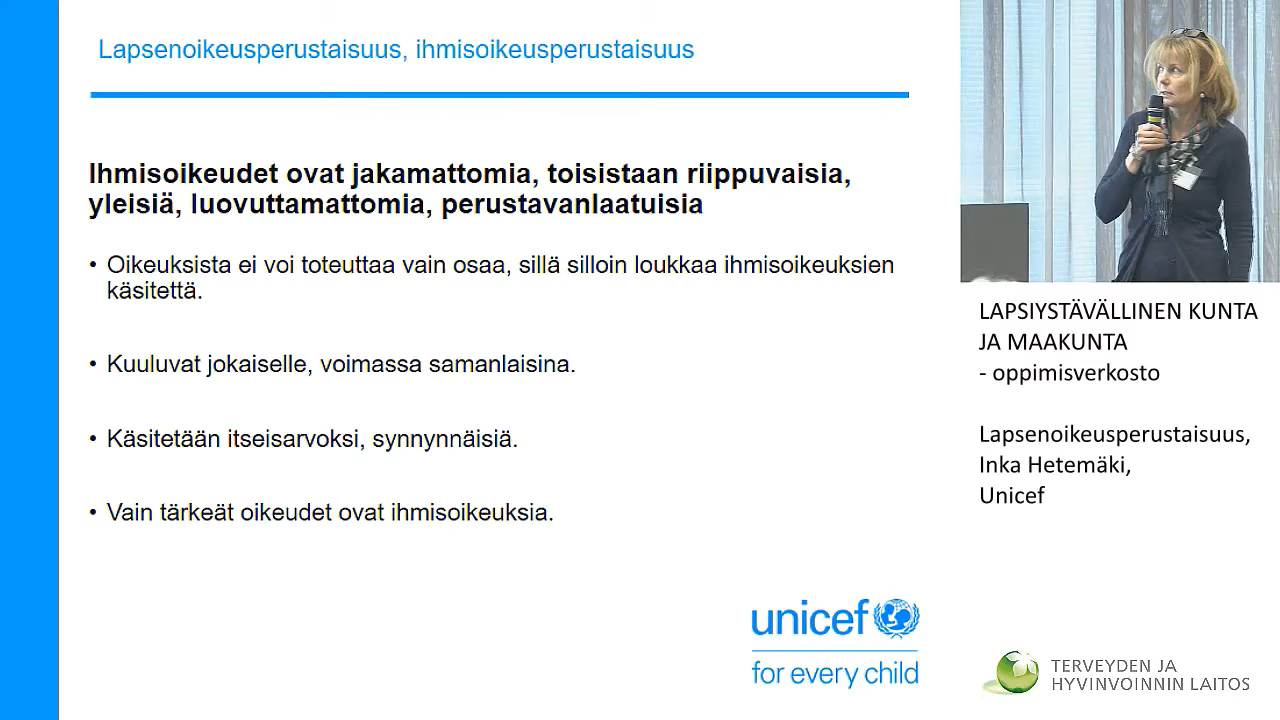 Lapsenoikeusperustaisuus, ihmisoikeusperustaisuus
Ihmisoikeudet ovat jakamattomia, toisistaan riippuvaisia,
yleisiä, luovuttamattomia, perustavanlaatuisia
• Oikeuksista ei voi toteuttaa vain osaa, sillä silloin loukkaa ihmisoikeuksien
käsitettä.
• Kuuluvat jokaiselle, voimassa samanlaisina.
• Käsitetään itseisarvoksi, synnynnäisiä.
• Vain tärkeät oikeudet ovat ihmisoikeuksia.
unicef
for every child
LAPSIYSTÄVÄLLINEN KUNTA
JA MAAKUNTA
- oppimisverkosto
Lapsenoikeusperustaisuus,
Inka Hetemäki,
Unicef
TERVEYDEN JA
HYVINVOINNIN LAITOS